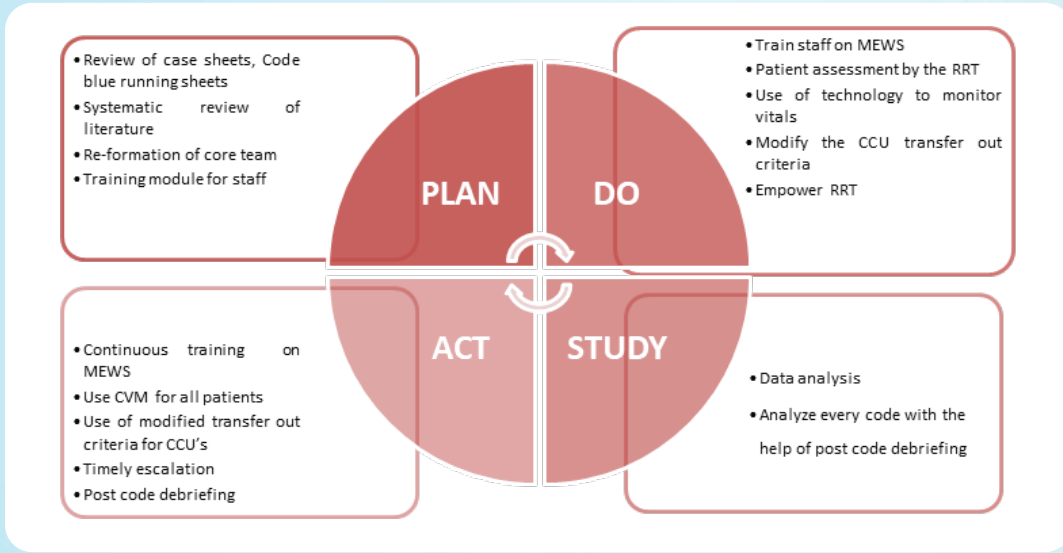 • Review of case sheets, Code
blue running sheets
• Systematic review of
literature
• Re-formation of core team
• Training module for staff
PLAN
DO
• Train staff on MEWS
• Patient assessment by the RRT
• Use of technology to monitor
vitals
• Modify the CCU transfer out
criteria
• Empower RRT
• Continuous training on
MEWS
• Use CVM for all patients
• Use of modified transfer out
criteria for CCU's
• Timely escalation
• Post code debriefing
ACT
STUDY
• Data analysis
• Analyze every code with the
help of post code debriefing